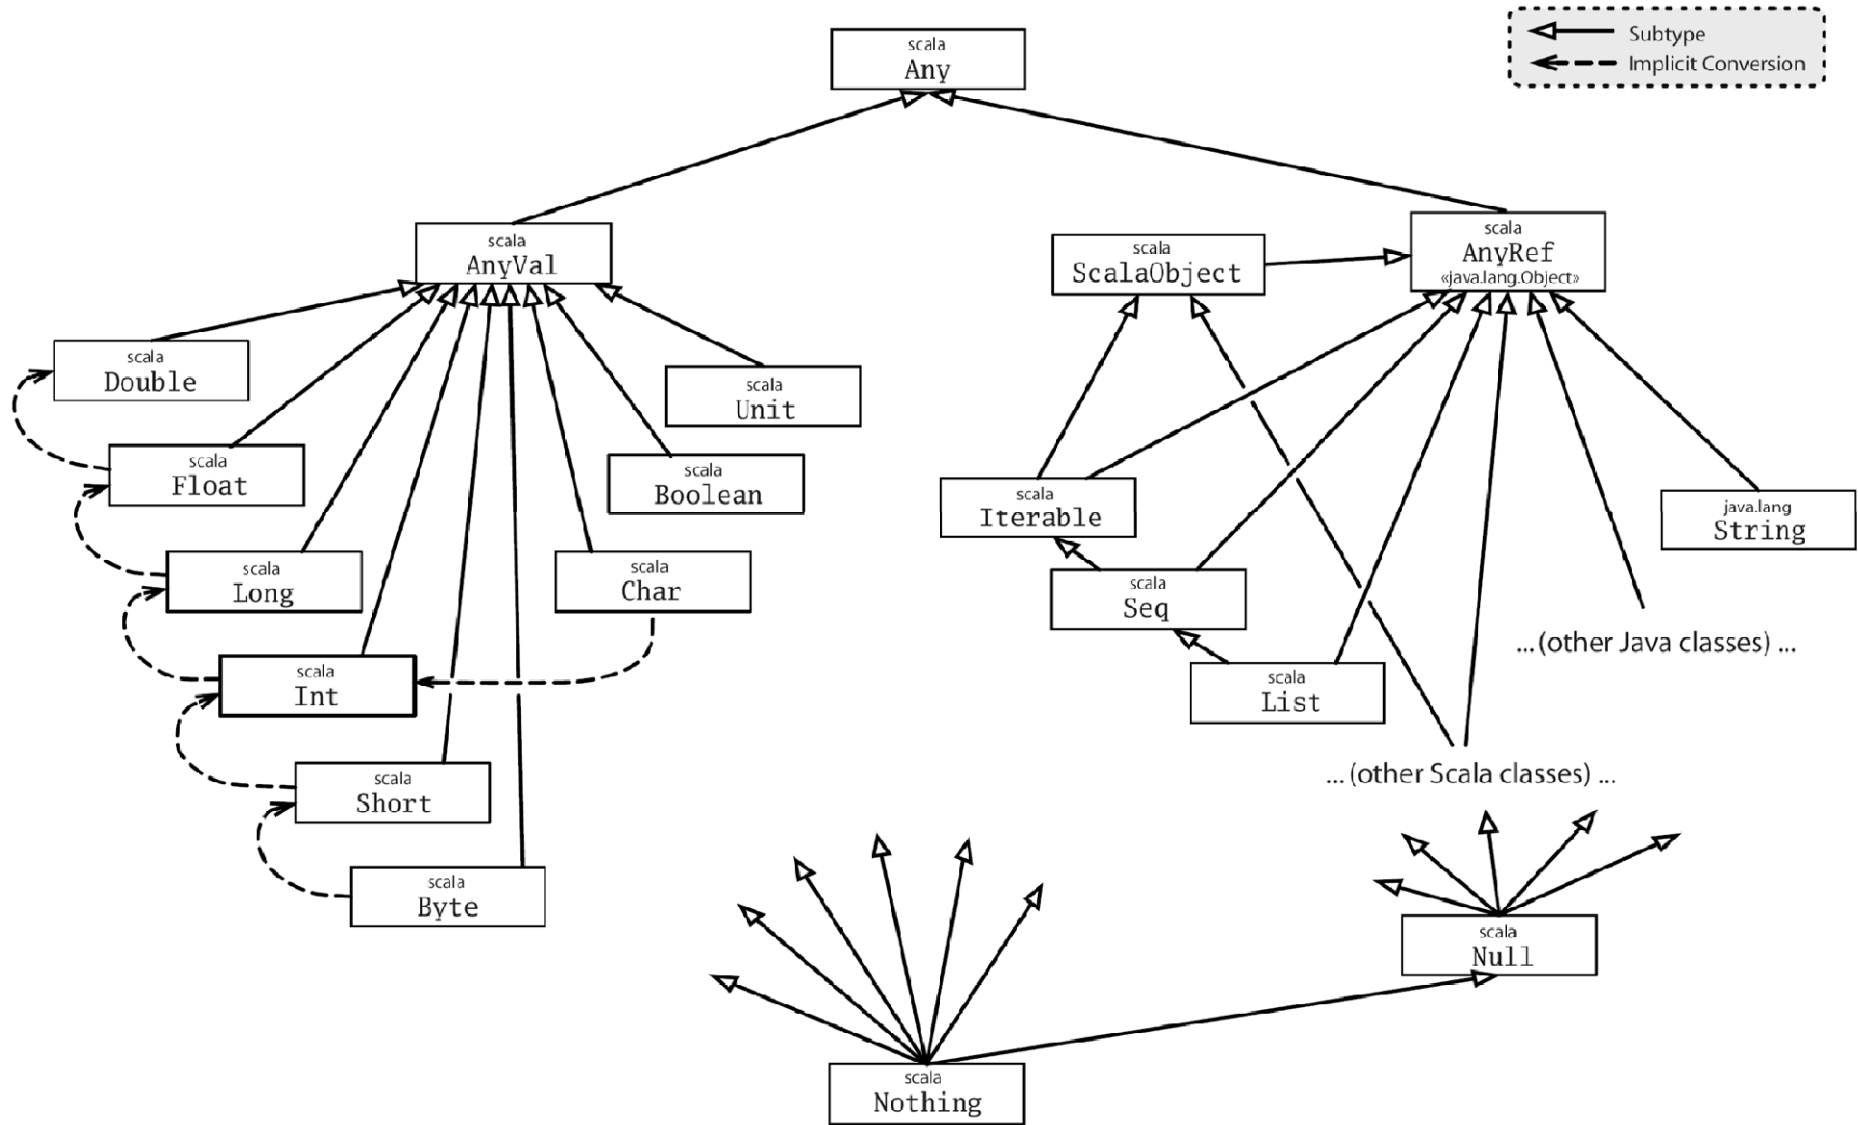 scala
Any
Subtype
Implicit Conversion
scala
AnyVal
scala
ScalaObject
scala
AnyRef
«java.lang.Object»
scala
Double
scala
Unit
scala
Float
scala
Boolean
scala
Iterable
java.lang
String
scala
Long
scala
Char
scala
Seq
...(other Java classes) ...
scala
Int
scala
List
scala
Short
... (other Scala classes) ...
scala
Byte
scala
Null
scala
Nothing